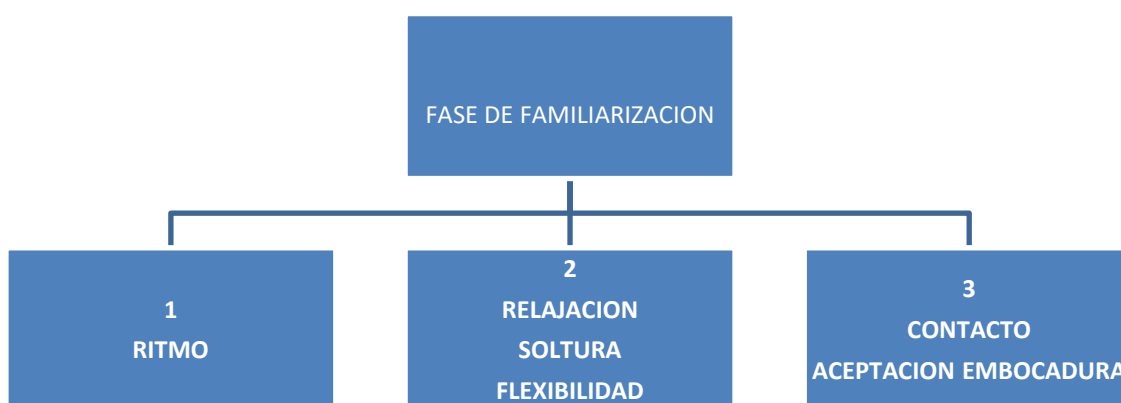 FASE DE FAMILIARIZACION
1
RITMO
2
RELAJACION
SOLTURA
FLEXIBILIDAD
3
CONTACTO
ACEPTACION EMBOCADURA